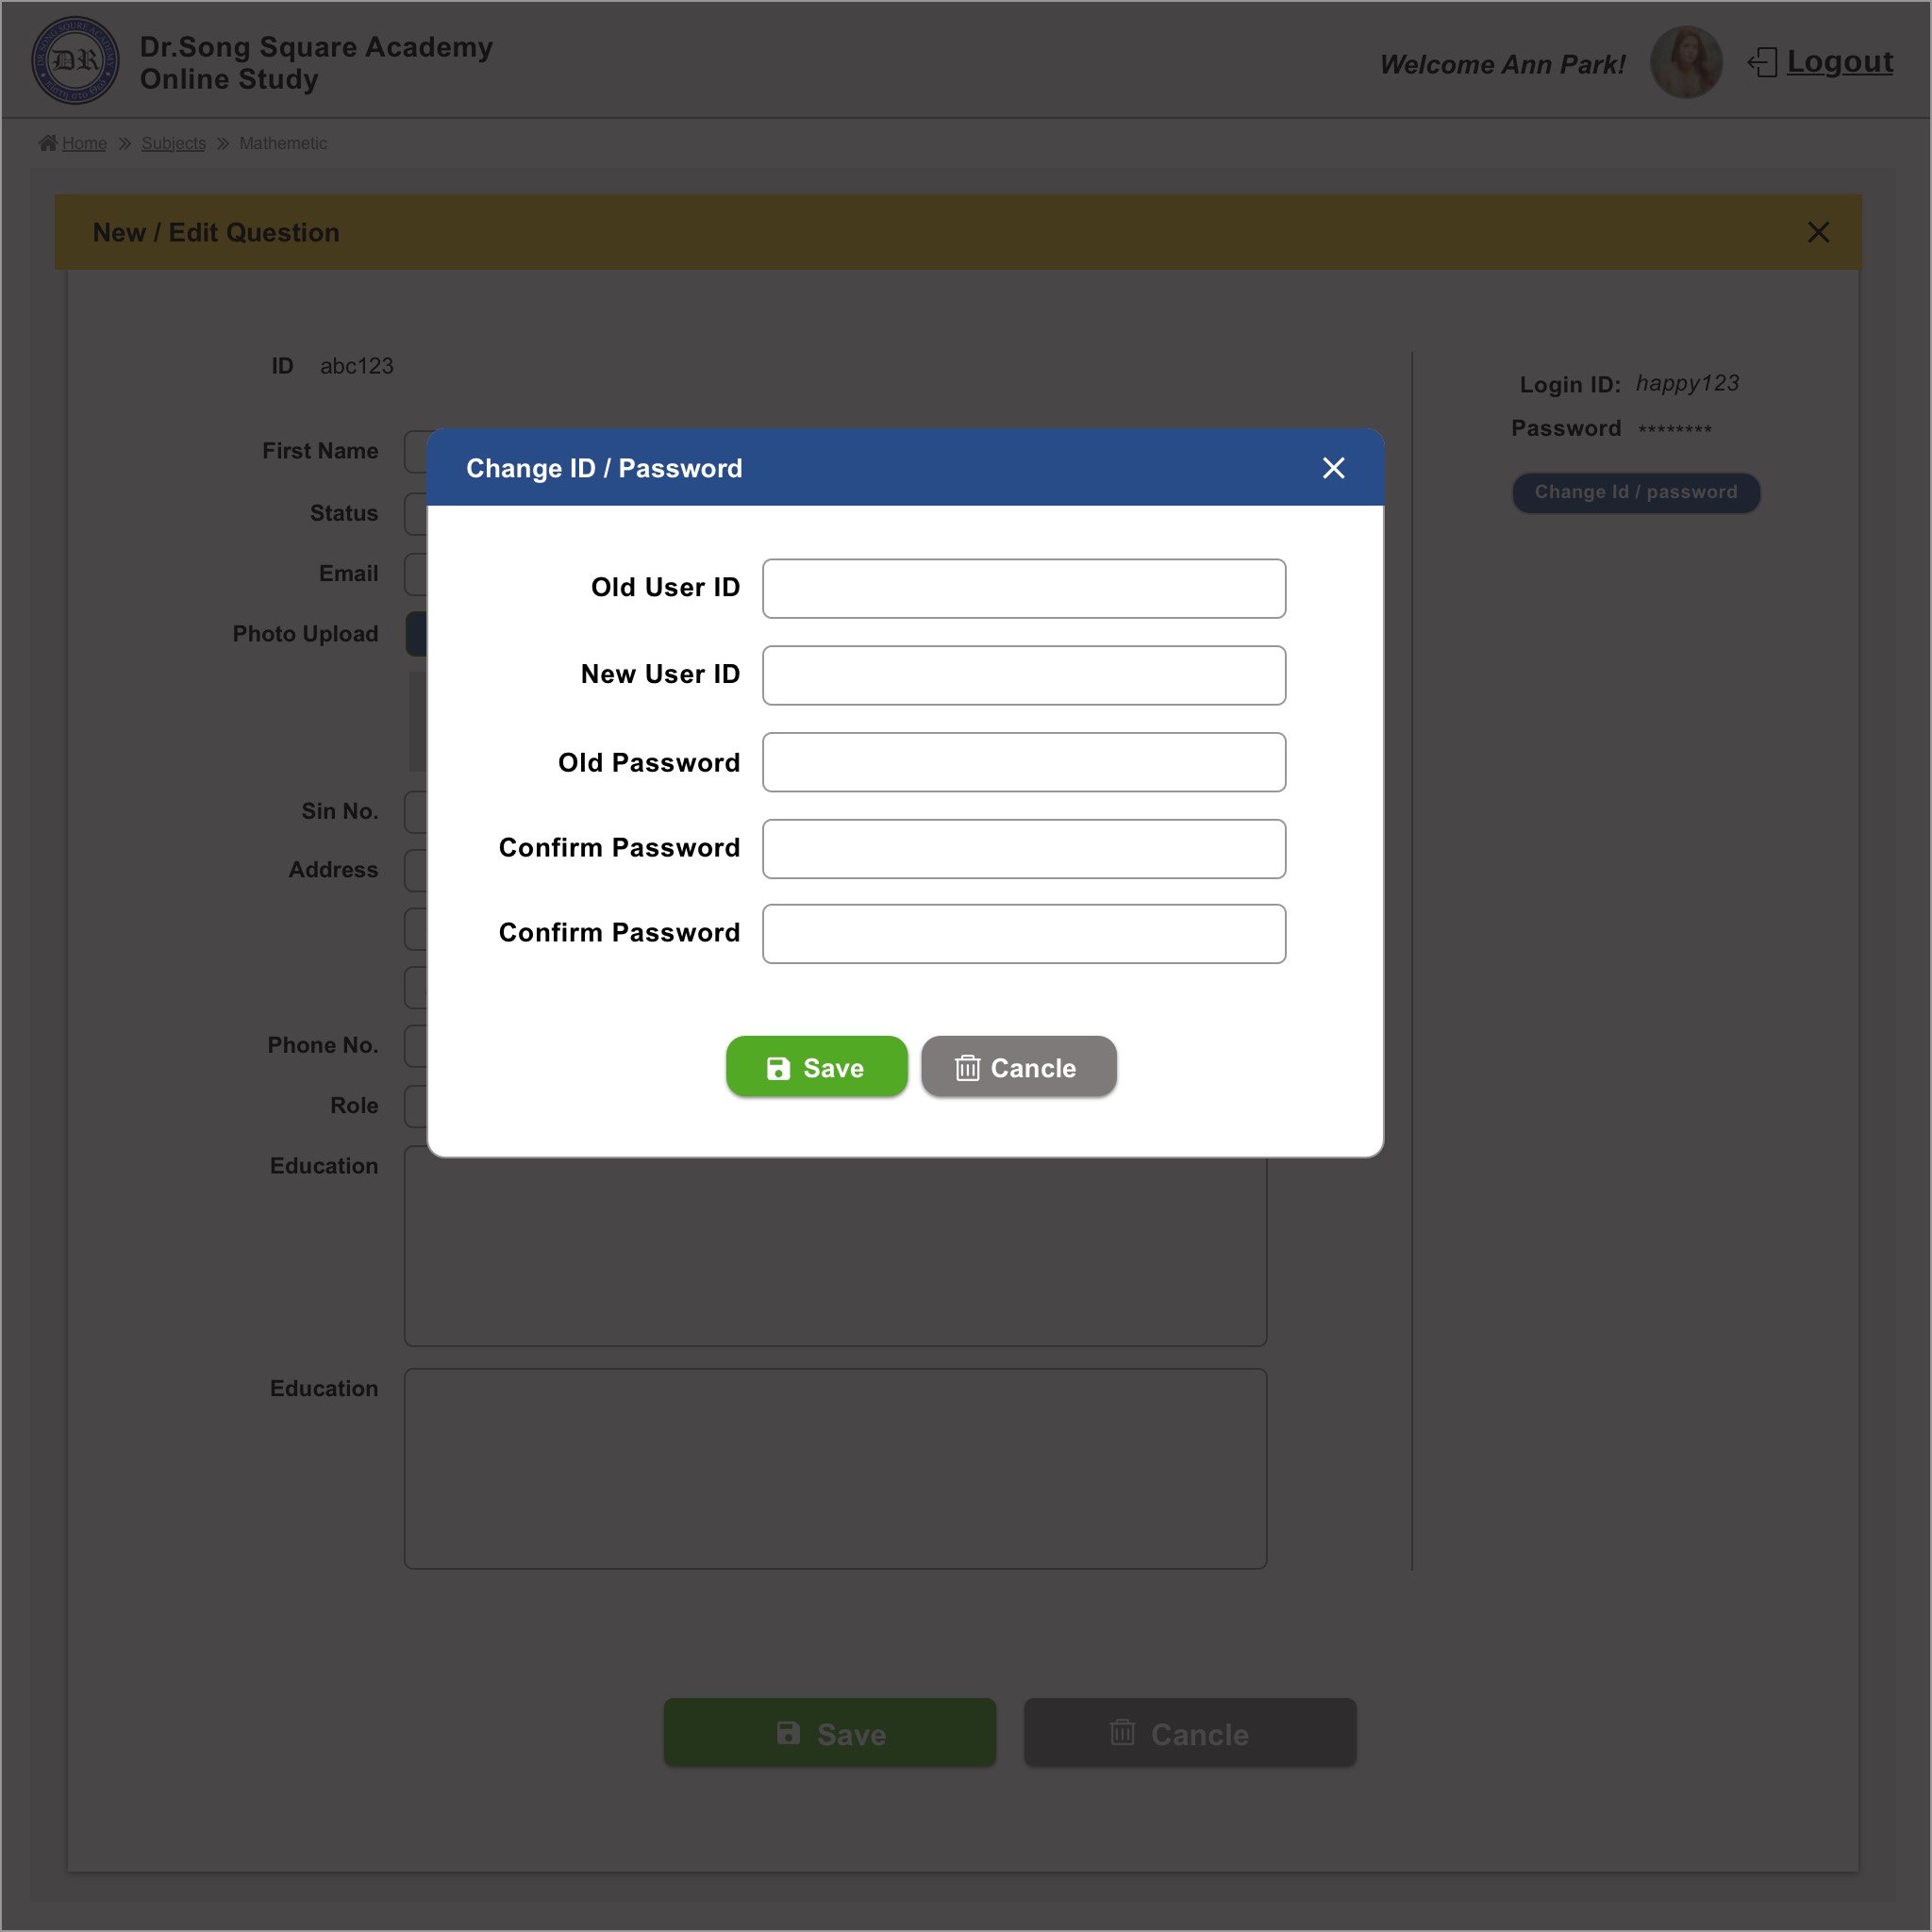 DR
Dr.Song Square Academy
Online Study
Welcome Ann Park!
Logout
Home
Subjects
Mathemetic
New / Edit Question
ID abc123
Login ID: happy123
Password ********
Change Id / password
First Name
Status
Email
Photo Upload
Sin No.
Address
Phone No.
Role
Education
Education
Change ID / Password
Old User ID
New User ID
Old Password
Confirm Password
Confirm Password
Save
Cancle
Save
Cancle